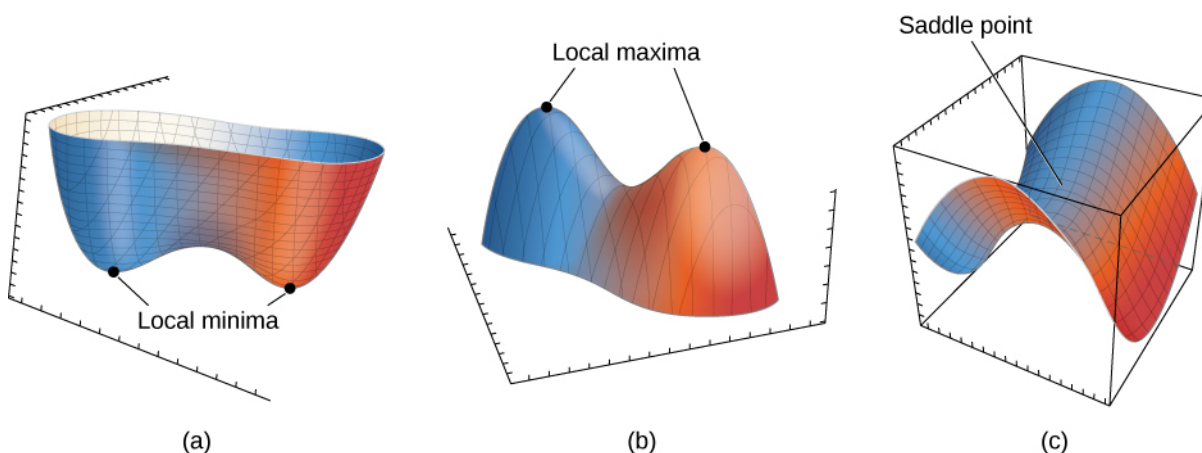 Saddle point
Local maxima
Local minima
(a)
(b)
(c)